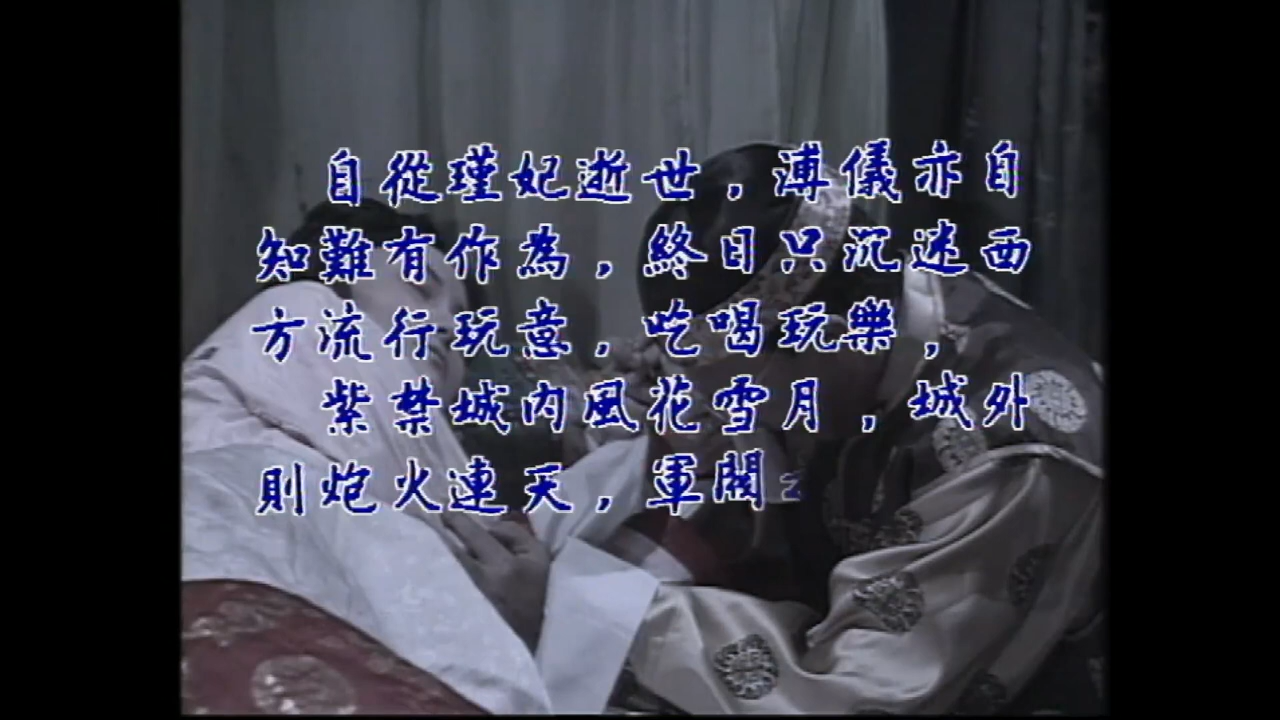 自從瑾妃逝世，溥儀亦自
知難有作為，終日只沉迷西
方流行玩意，吃喝玩樂，
紫禁城內風花雪月，城外
則炮火連天，軍閥